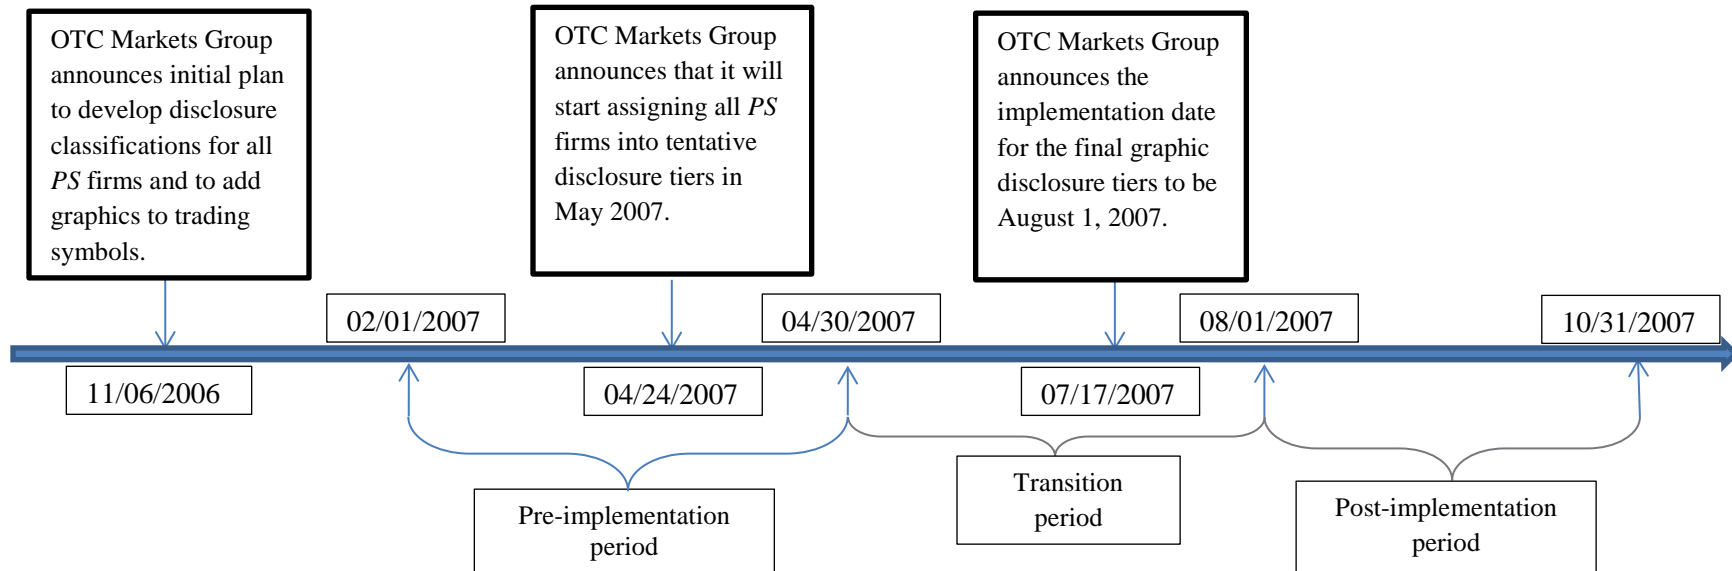 OTC Markets Group
announces initial plan
to develop disclosure
classifications for all
PS firms and to add
graphics to trading
symbols.
OTC Markets Group
announces that it will
start assigning all PS
firms into tentative
disclosure tiers in
May 2007.
OTC Markets Group
announces the
implementation date
for the final graphic
disclosure tiers to be
August 1, 2007.
02/01/2007
04/30/2007
08/01/2007
10/31/2007
11/06/2006
04/24/2007
07/17/2007
Pre-implementation
period
Transition
period
Post-implementation
period